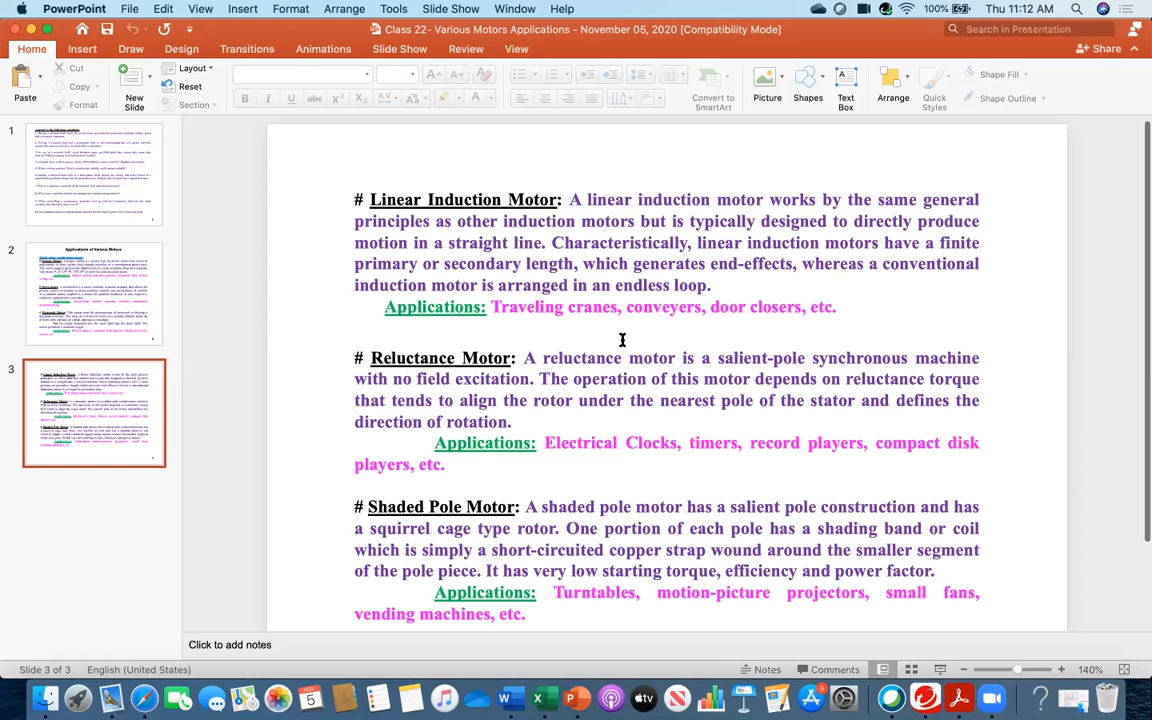 PowerPoint File Edit View Insert Format Arrange Tools Slide Show Window Help 100% Thu 11:12 AM
Class 22- Various Motors Applications - November 05, 2020 [Compatibility Mode] Search in Presentation
Home Insert Draw Design Transitions Animations Slide Show Review View Share
Paste Cut Copy Format New Slide Layout Reset Section Convert to SmartArt Picture Shapes Text Box Arrange Quick Styles Shape Fill Shape Outline
1
2
Applications of Various Motors
3
# Linear Induction Motor: A linear induction motor works by the same general
principles as other induction motors but is typically designed to directly produce
motion in a straight line. Characteristically, linear induction motors have a finite
primary or secondary length, which generates end-effects, whereas a conventional
induction motor is arranged in an endless loop.
Applications: Traveling cranes, conveyers, door closers, etc.
# Reluctance Motor: A reluctance motor is a salient-pole synchronous machine
with no field excitation. The operation of this motor depends on reluctance torque
that tends to align the rotor under the nearest pole of the stator and defines the
direction of rotation.
Applications: Electrical Clocks, timers, record players, compact disk
players, etc.
# Shaded Pole Motor: A shaded pole motor has a salient pole construction and has
a squirrel cage type rotor. One portion of each pole has a shading band or coil
which is simply a short-circuited copper strap wound around the smaller segment
of the pole piece. It has very low starting torque, efficiency and power factor.
Applications: Turntables, motion-picture projectors, small fans,
vending machines, etc.
Click to add notes
Slide 3 of 3 English (United States) Notes Comments 140%